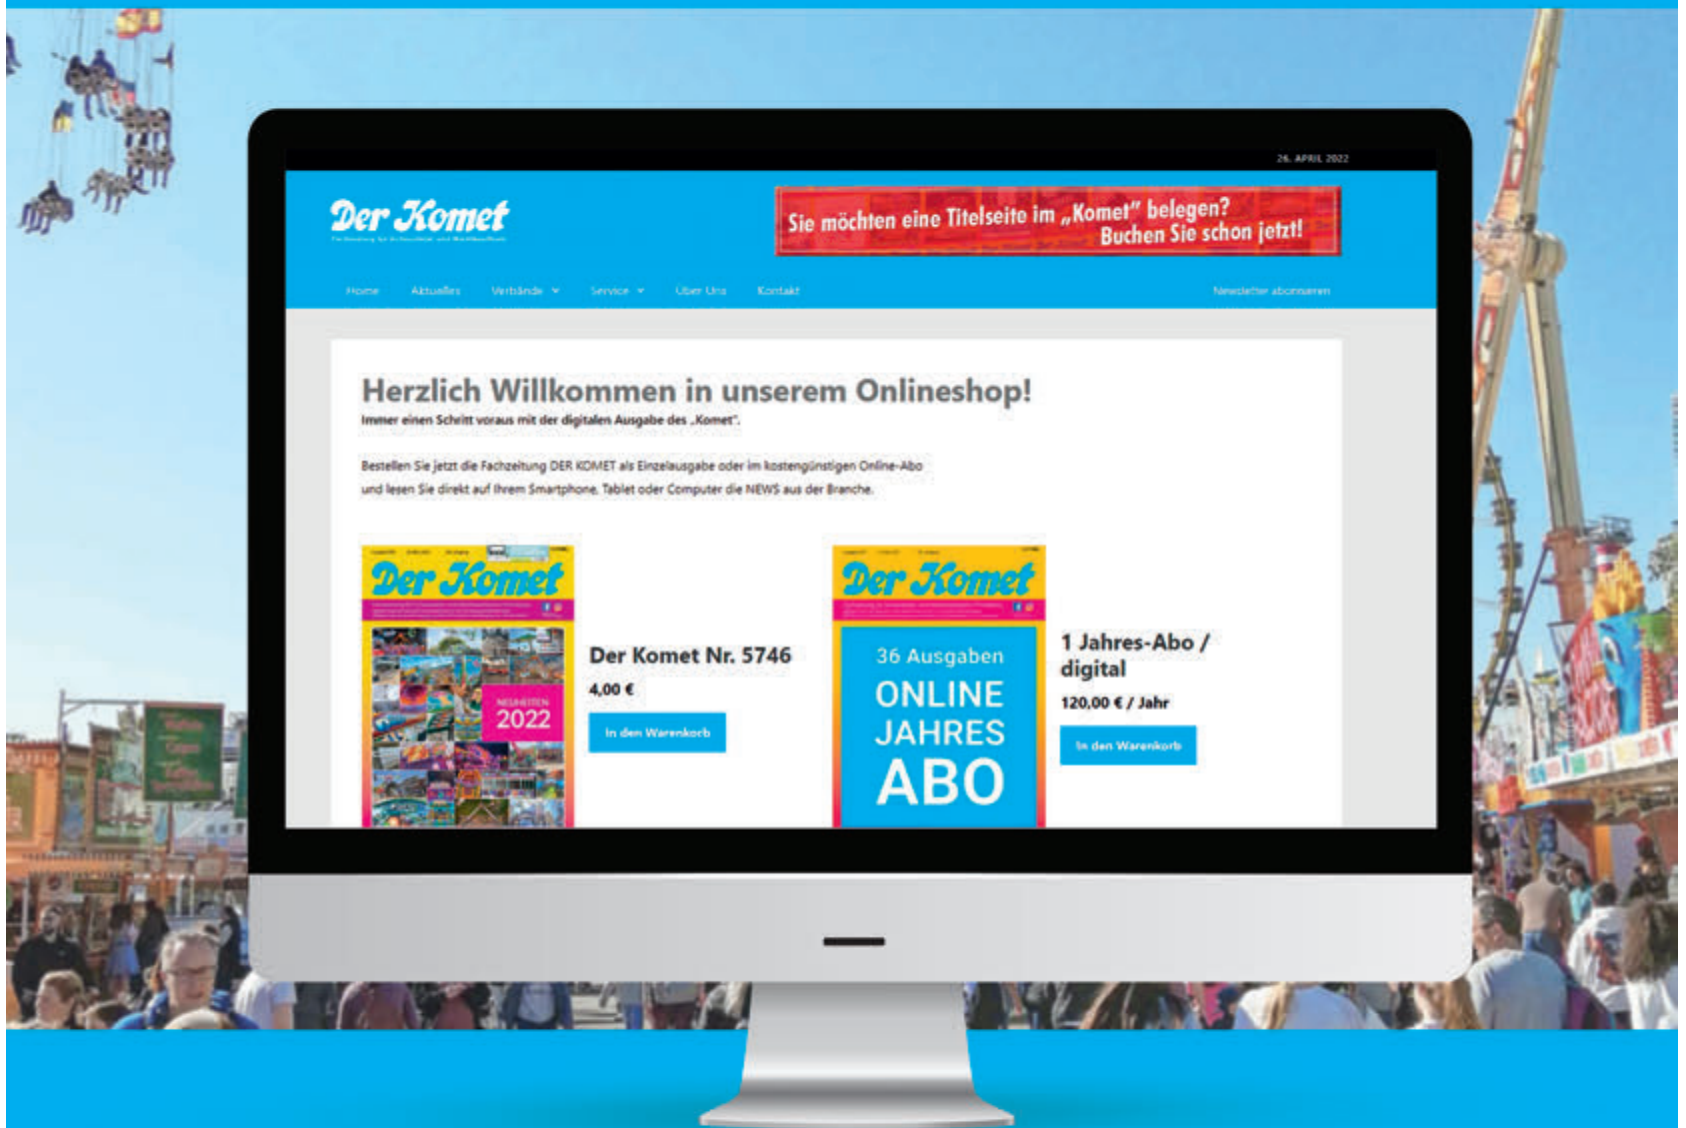 26. APRIL 2022
Der Komet
Sie möchten eine Titelseite im „Komet" belegen?
Buchen Sie schon jetzt!
Home Aktuelles Verbände Service Über Uns Kontakt Newsletter abonnieren
Herzlich Willkommen in unserem Onlineshop!
Immer einen Schritt voraus mit der digitalen Ausgabe des „Komet".
Bestellen Sie jetzt die Fachzeitung DER KOMET als Einzelausgabe oder im kostengünstigen Online-Abo
und lesen Sie direkt auf Ihrem Smartphone, Tablet oder Computer die NEWS aus der Branche.
Der Komet
NEUHEITEN
2022
Der Komet Nr. 5746
4,00 €
In den Warenkorb
Der Komet
36 Ausgaben
ONLINE
JAHRES
ABO
1 Jahres-Abo /
digital
120,00 € / Jahr
In den Warenkorb